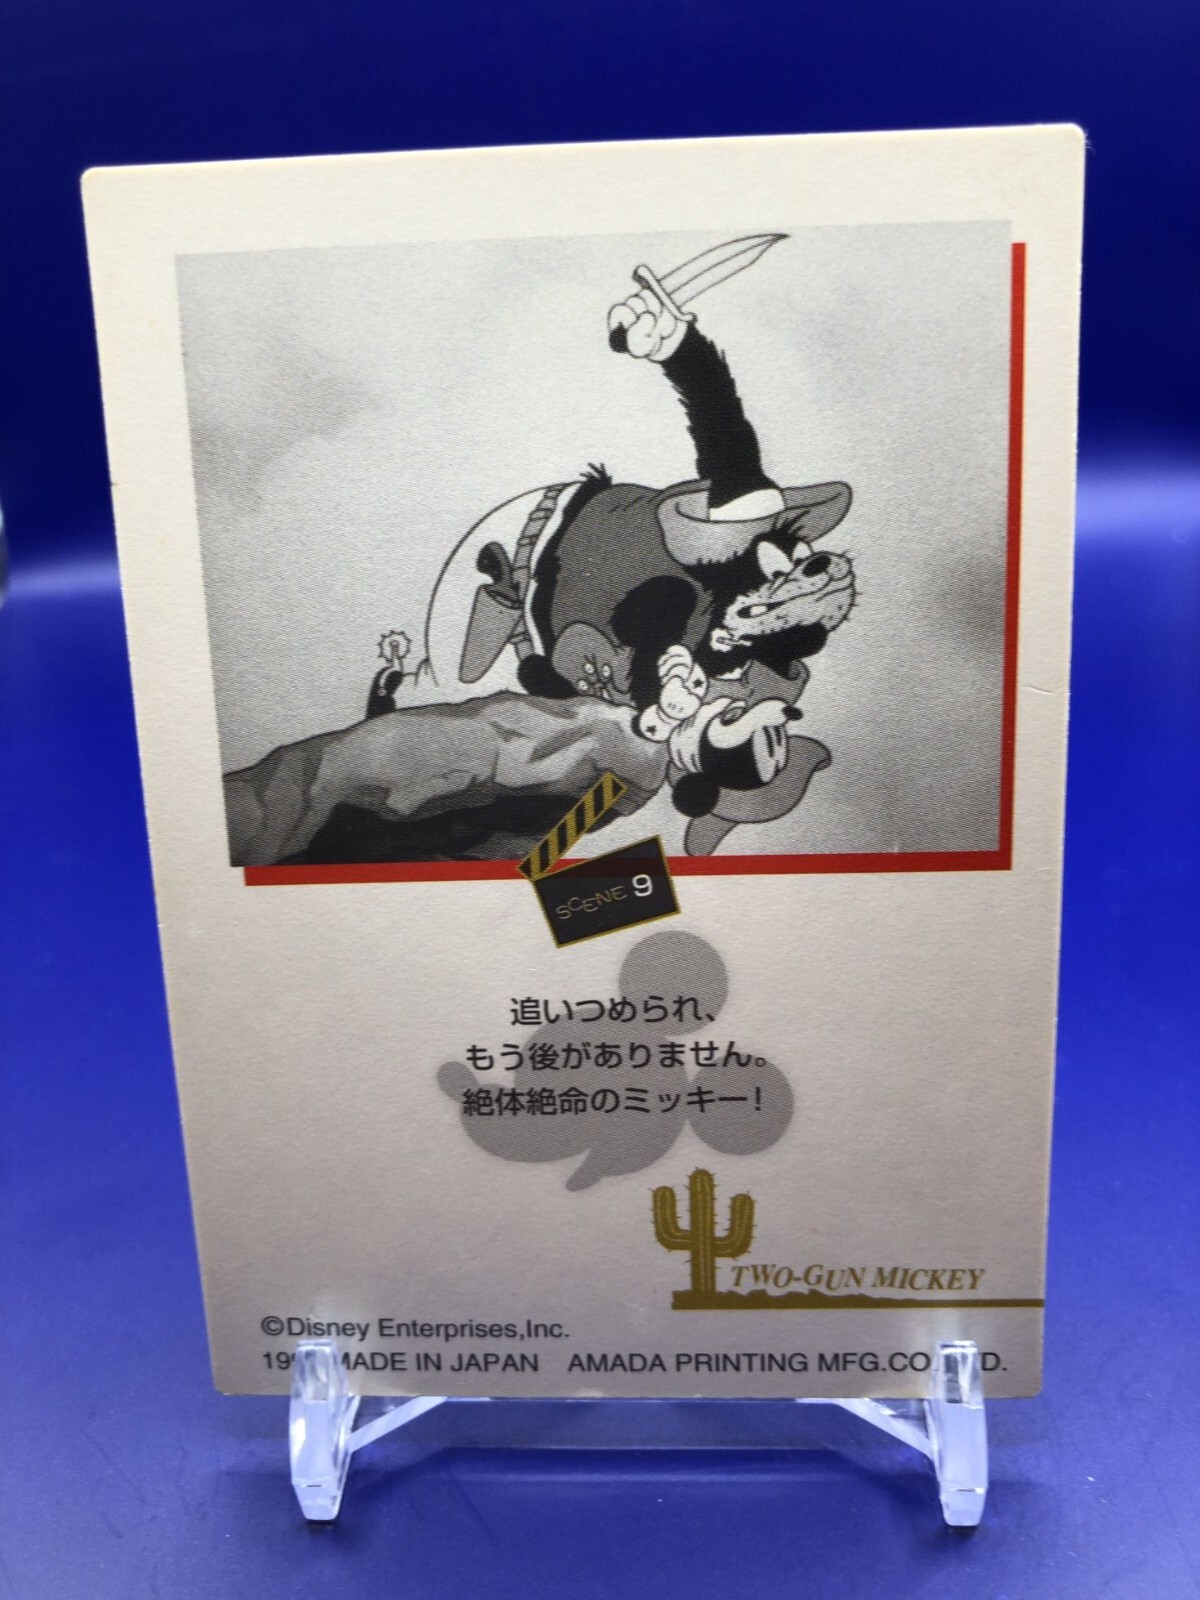 SCENE 9
追いつめられ、
もう後がありません。
絶体絶命のミッキー!
TWO-GUN MICKEY
©Disney Enterprises,Inc.
MADE IN JAPAN AMADA PRINTING MFG.CO.